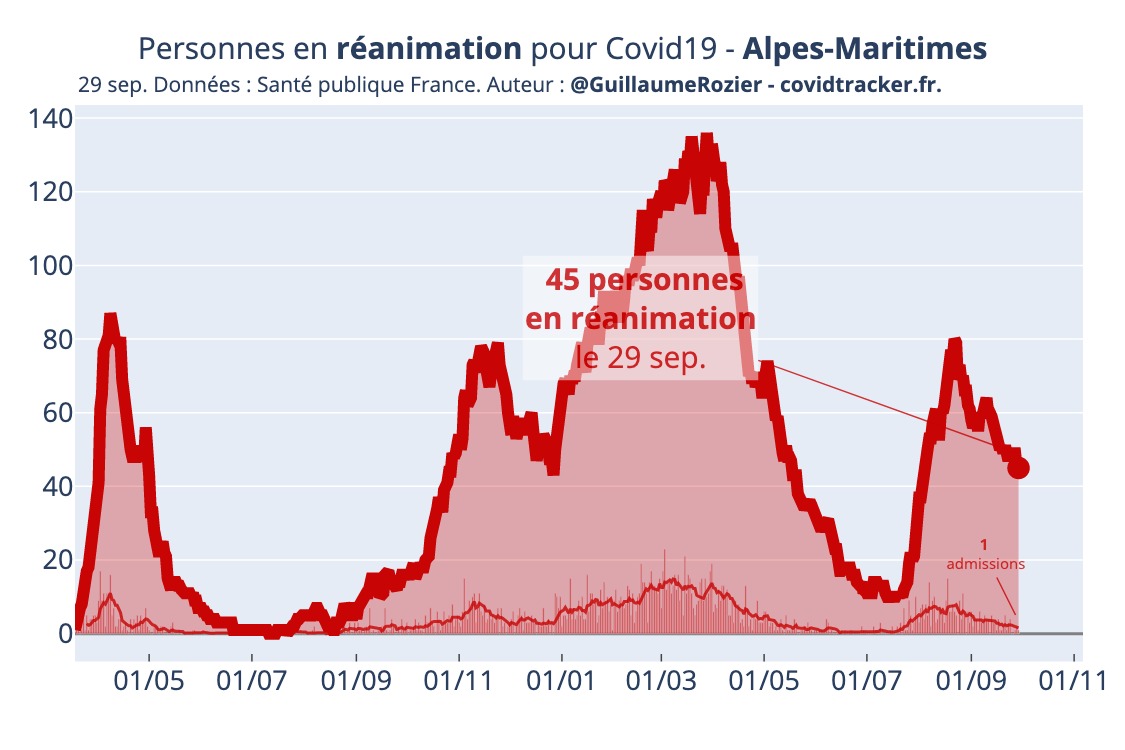 Personnes en réanimation pour Covid19 - Alpes-Maritimes
29 sep. Données : Santé publique France. Auteur : @GuillaumeRozier - covidtracker.fr.
140
120
100
80
60
40
20
0
45 personnes
en réanimation
le 29 sep.
1
admissions
01/05 01/07 01/09 01/11 01/01 01/03 01/05 01/07 01/09 01/11